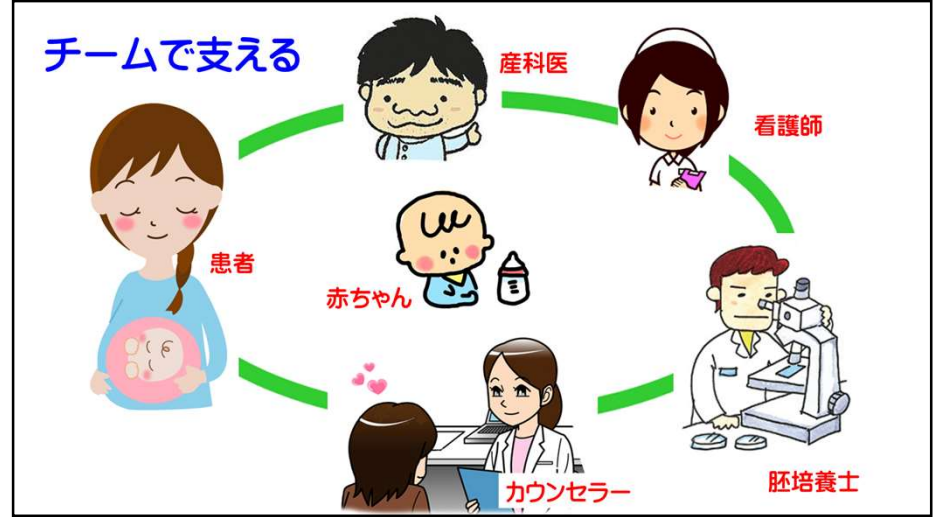 チームで支える
産科医
看護師
患者
赤ちゃん
カウンセラー
胚培養士